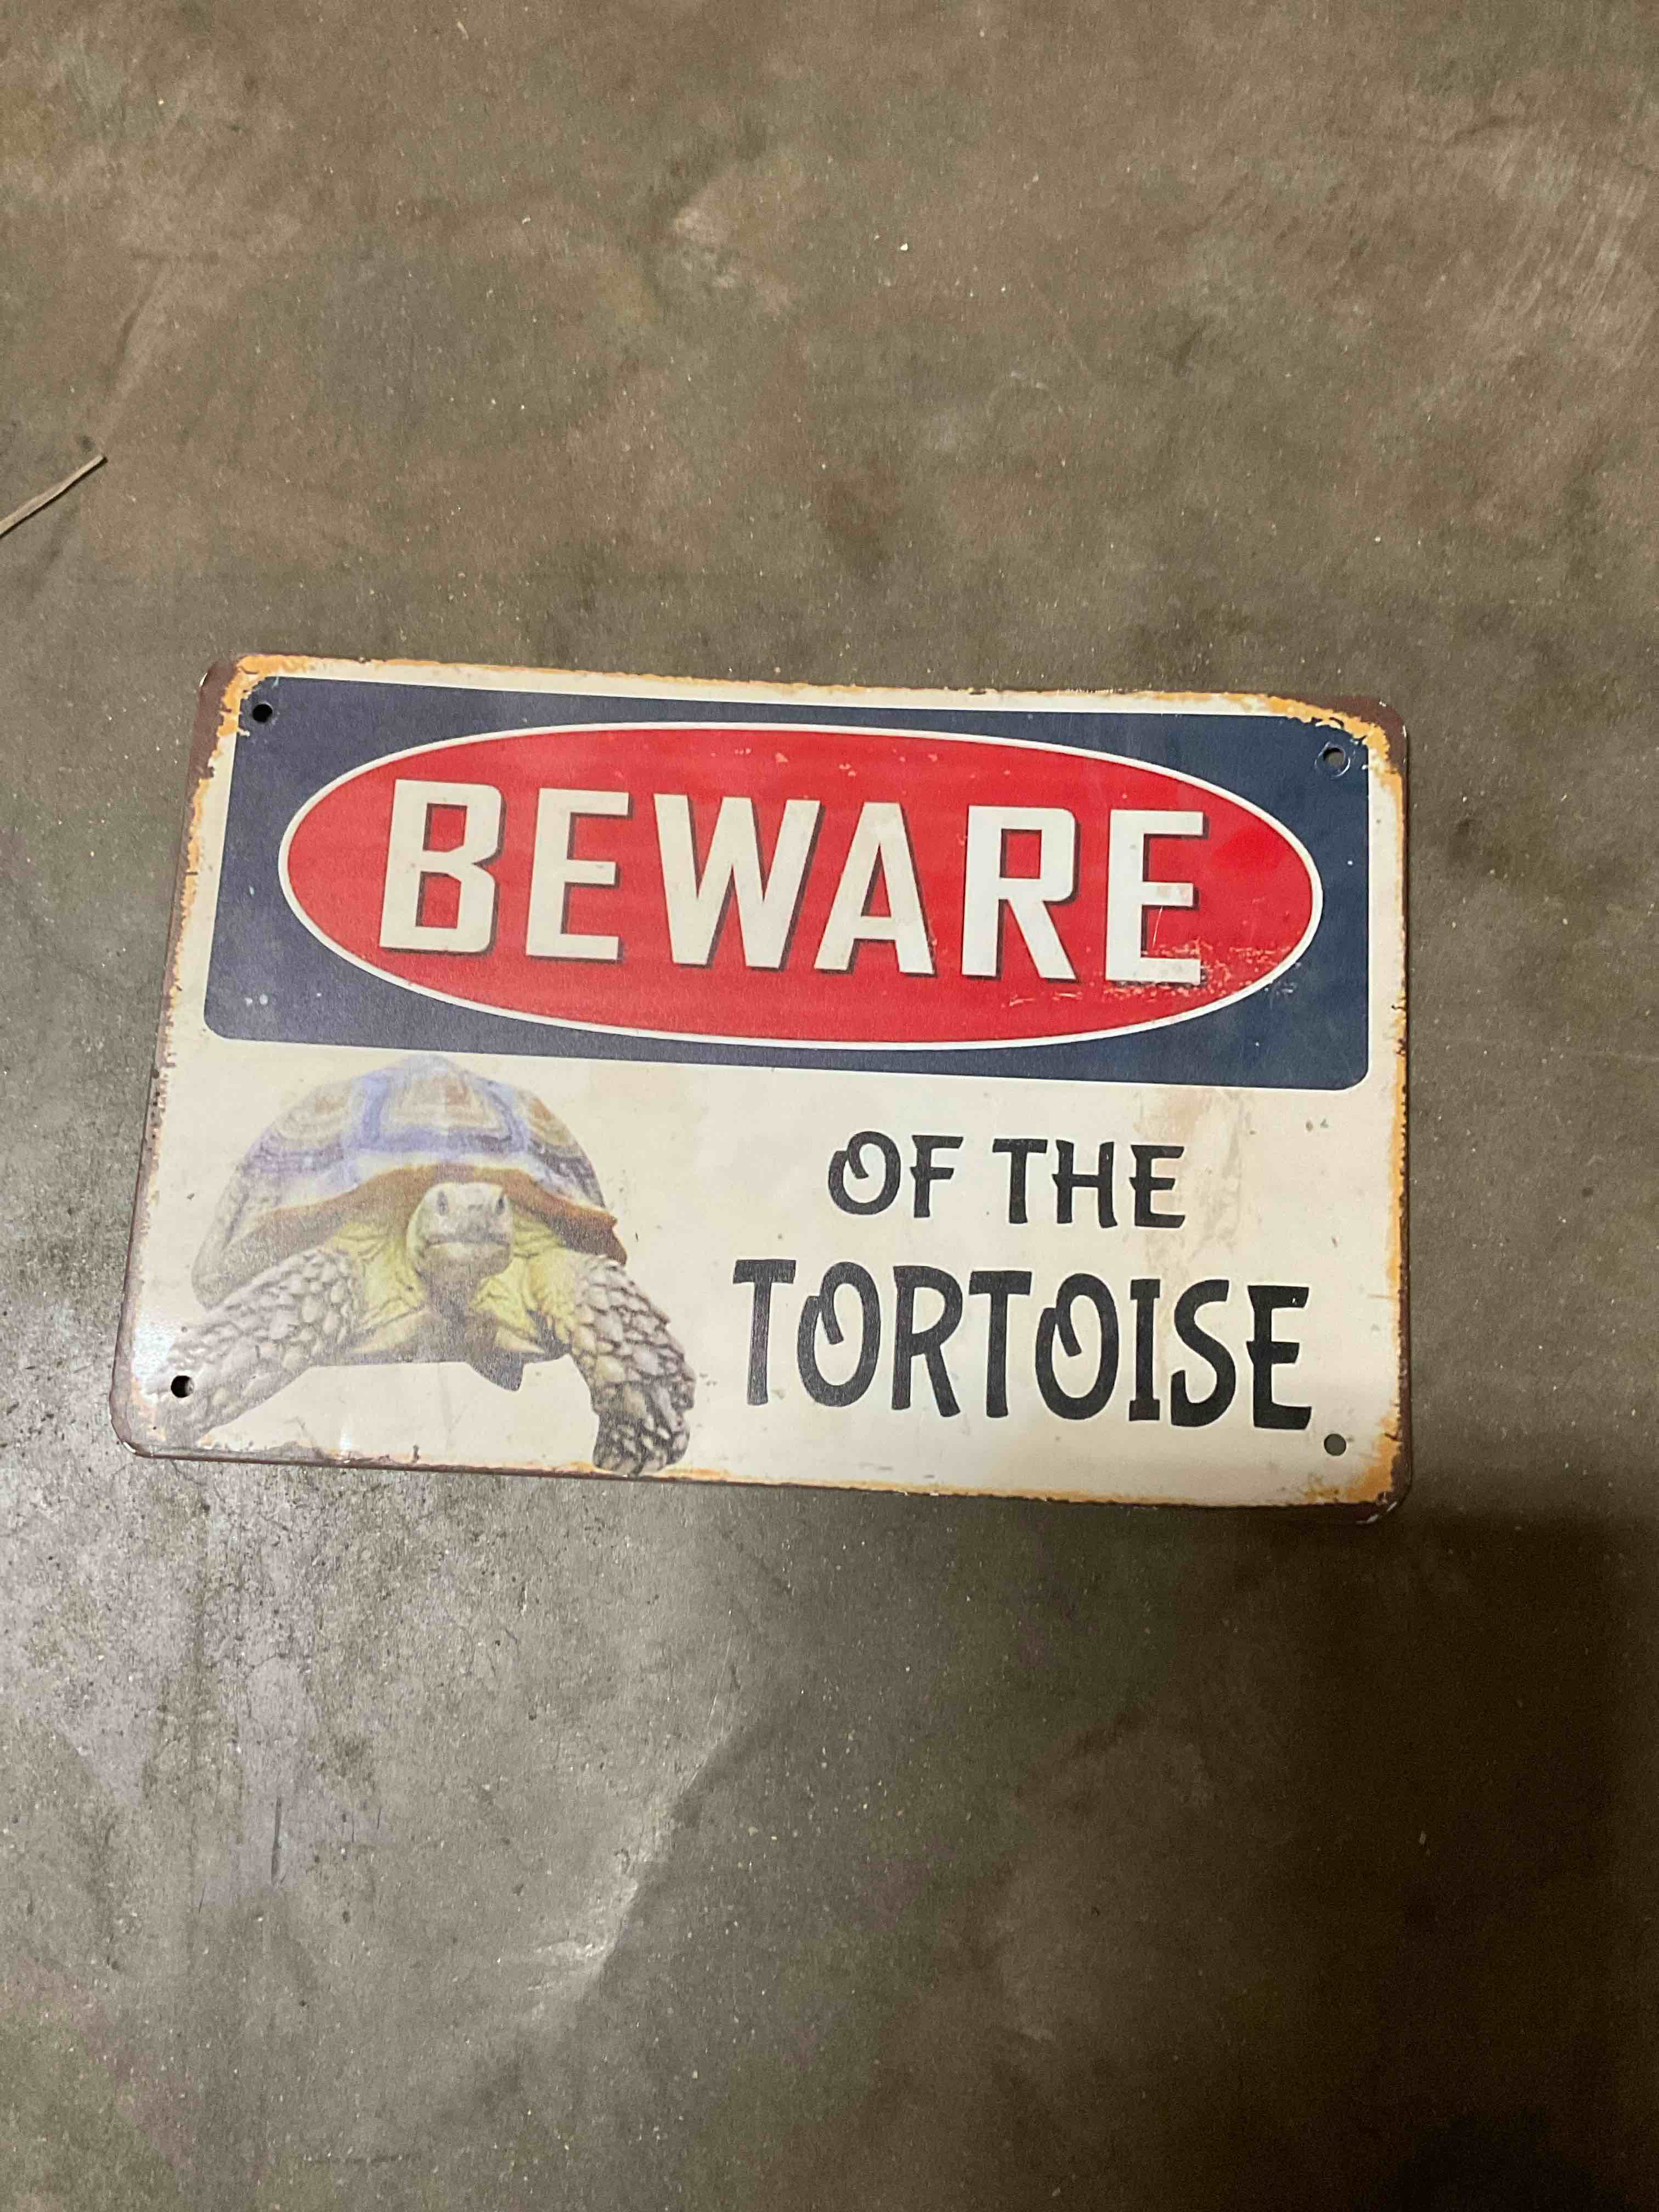 BEWARE
OF THE
TORTOISE